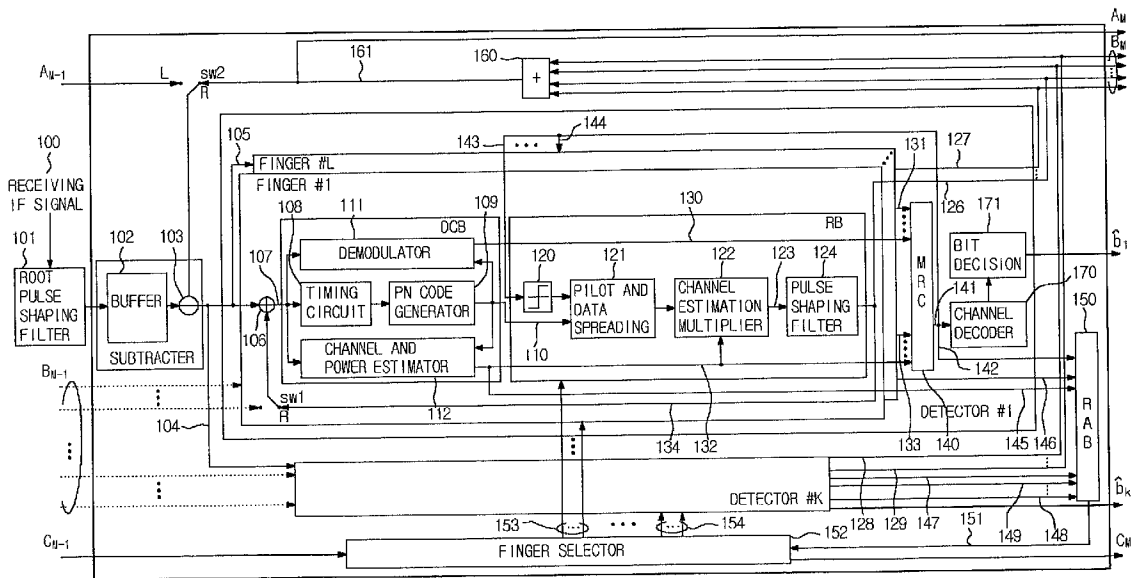 A_M
160
161
+
B_M
A_{M-1}
L
SW2
R
100
RECEIVING
IF SIGNAL
105
143
144
131
127
FINGER #L
FINGER #1
126
101
102
103
107
108
111
109
DCB
130
RB
171
DEMODULATOR
120
121
122
123
124
BIT
DECISION
b̂_1
ROOT
PULSE
SHAPING
FILTER
BUFFER
TIMING
CIRCUIT
PN CODE
GENERATOR
PILOT AND
DATA
SPREADING
CHANNEL
ESTIMATION
MULTIPLIER
PULSE
SHAPING
FILTER
MRC
141
170
150
CHANNEL
DECODER
106
110
SUBTRACTER
CHANNEL AND
POWER ESTIMATOR
142
B_{M-1}
112
SW1
R
134
132
133
140
DETECTOR #1
145
146
RAB
104
DETECTOR #K
b̂_k
153
154
152
128
129
147
149
151
148
C_{M-1}
FINGER SELECTOR
C_M